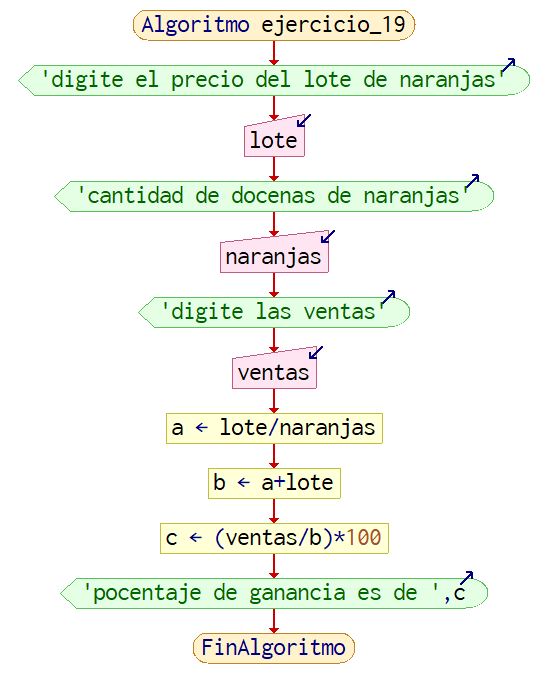 Algoritmo ejercicio_19
'digite el precio del lote de naranjas'
lote
'cantidad de docenas de naranjas'
naranjas
'digite las ventas'
ventas
a ← lote/naranjas
b ← a+lote
c ← (ventas/b)*100
'pocentaje de ganancia es de ',c
FinAlgoritmo